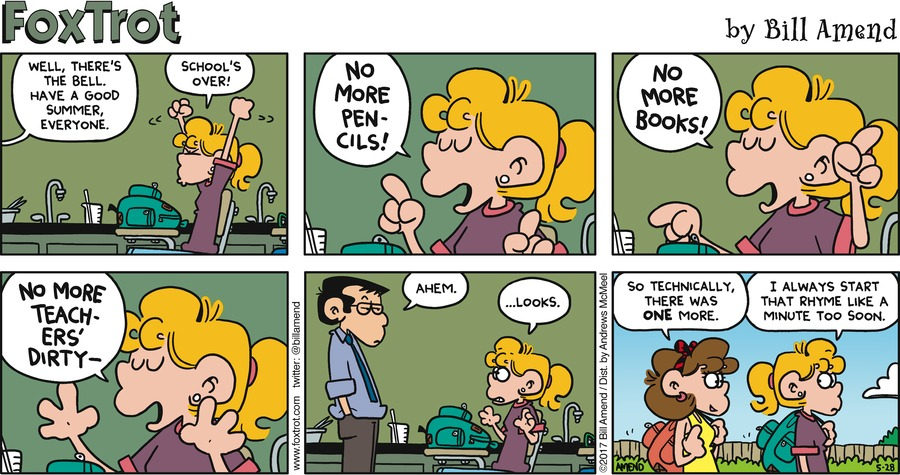 FoxTrot
by Bill Amend
WELL, THERE'S
THE BELL.
HAVE A GOOD
SUMMER,
EVERYONE.
SCHOOL'S
OVER!
NO
MORE
PEN-
CILS!
NO
MORE
BOOKS!
NO MORE
TEACH-
ERS'
DIRTY–
www.foxtrot.com twitter: @billamend
AHEM.
...LOOKS.
©2017 Bill Amend / Dist. by Andrews McMeel
SO TECHNICALLY,
THERE WAS
ONE MORE.
I ALWAYS START
THAT RHYME LIKE A
MINUTE TOO SOON.
AMEND
5-28